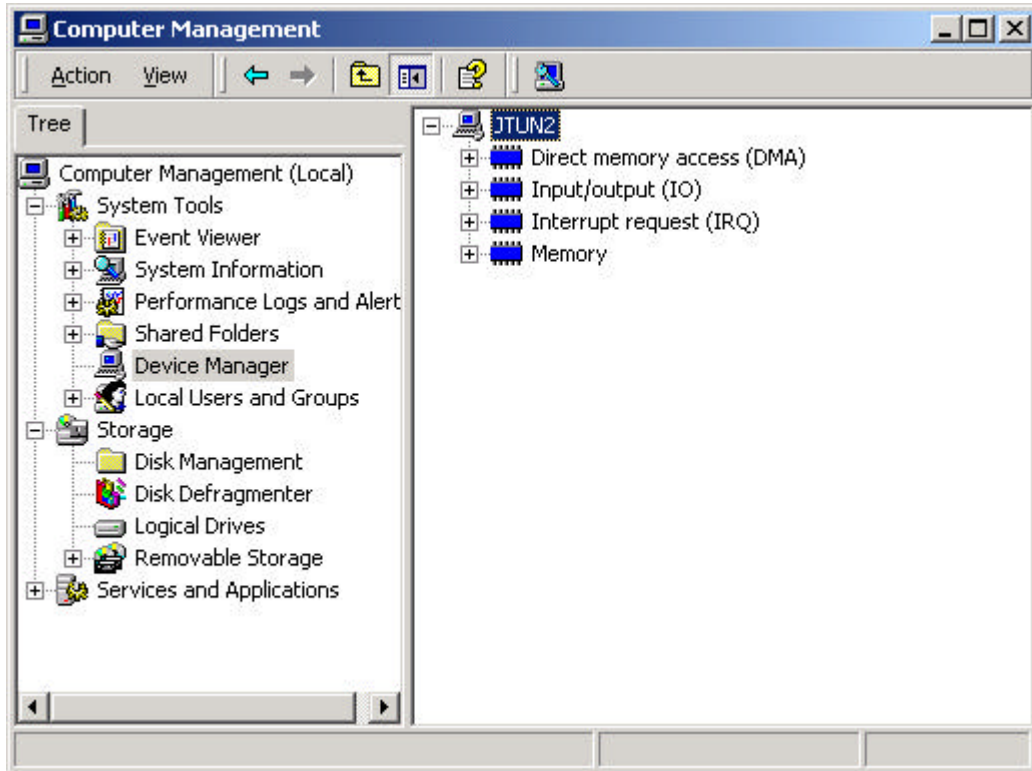 Computer Management
Action View
Tree
Computer Management (Local)
System Tools
Event Viewer
System Information
Performance Logs and Alert
Shared Folders
Device Manager
Local Users and Groups
Storage
Disk Management
Disk Defragmenter
Logical Drives
Removable Storage
Services and Applications
JTUN2
Direct memory access (DMA)
Input/output (IO)
Interrupt request (IRQ)
Memory